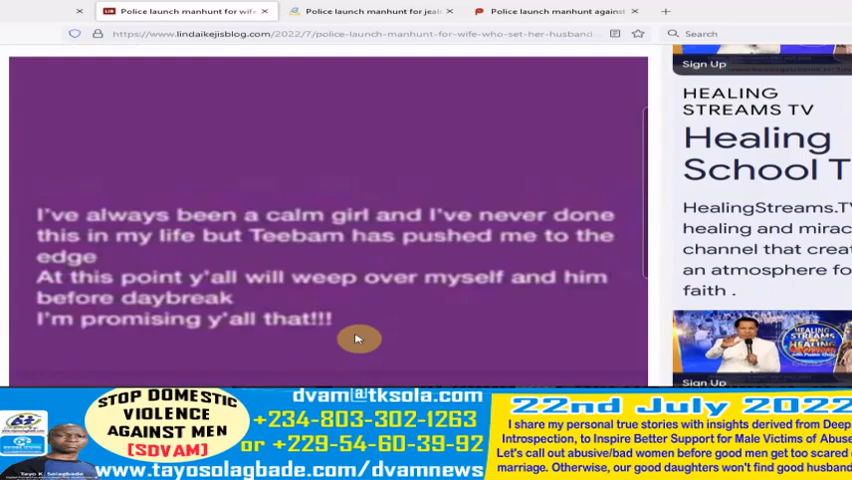 Police launch manhunt for wife
Police launch manhunt for jeal
Police launch manhunt against
https://www.lindaikejisblog.com/2022/7/police-launch-manhunt-for-wife-who-set-her-husband
Search
I've always been a calm girl and I've never done
this in my life but Teebam has pushed me to the
edge
At this point y'all will weep over myself and him
before daybreak
I'm promising y'all that!!!
Sign Up
HEALING
STREAMS TV
Healing
School T
HealingStreams.TV
healing and mirac
channel that creat
an atmosphere fo
faith .
HEALING
STREAMS
Sign Up
STOP DOMESTIC
VIOLENCE
AGAINST MEN
(SDVAM)
Tayo K. Solagbade
dvam@tksola.com
+234-803-302-1263
or +229-54-60-39-92
www.tayosolagbade.com/dvamnews
22nd July 2022
I share my personal true stories with insights derived from Deep
Introspection, to Inspire Better Support for Male Victims of Abuse
Let's call out abusive/bad women before good men get too scared o
marriage. Otherwise, our good daughters won't find good husband